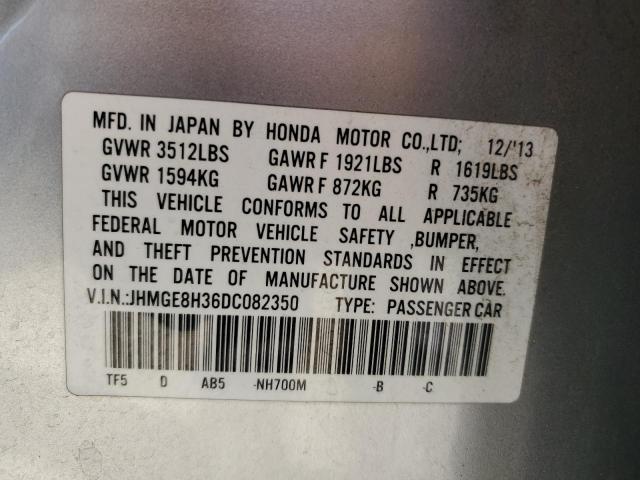 MFD. IN JAPAN BY HONDA MOTOR CO.,LTD; 12/'13
GVWR 3512LBS GAWR F 1921LBS R 1619LBS
GVWR 1594KG GAWR F 872KG R 735KG
THIS VEHICLE CONFORMS TO ALL APPLICABLE
FEDERAL MOTOR VEHICLE SAFETY ,BUMPER,
AND THEFT PREVENTION STANDARDS IN EFFECT
ON THE DATE OF MANUFACTURE SHOWN ABOVE.
V.I.N.:JHMGE8H36DC082350 TYPE: PASSENGER CAR
TF5 D AB5 -NH700M -B -C